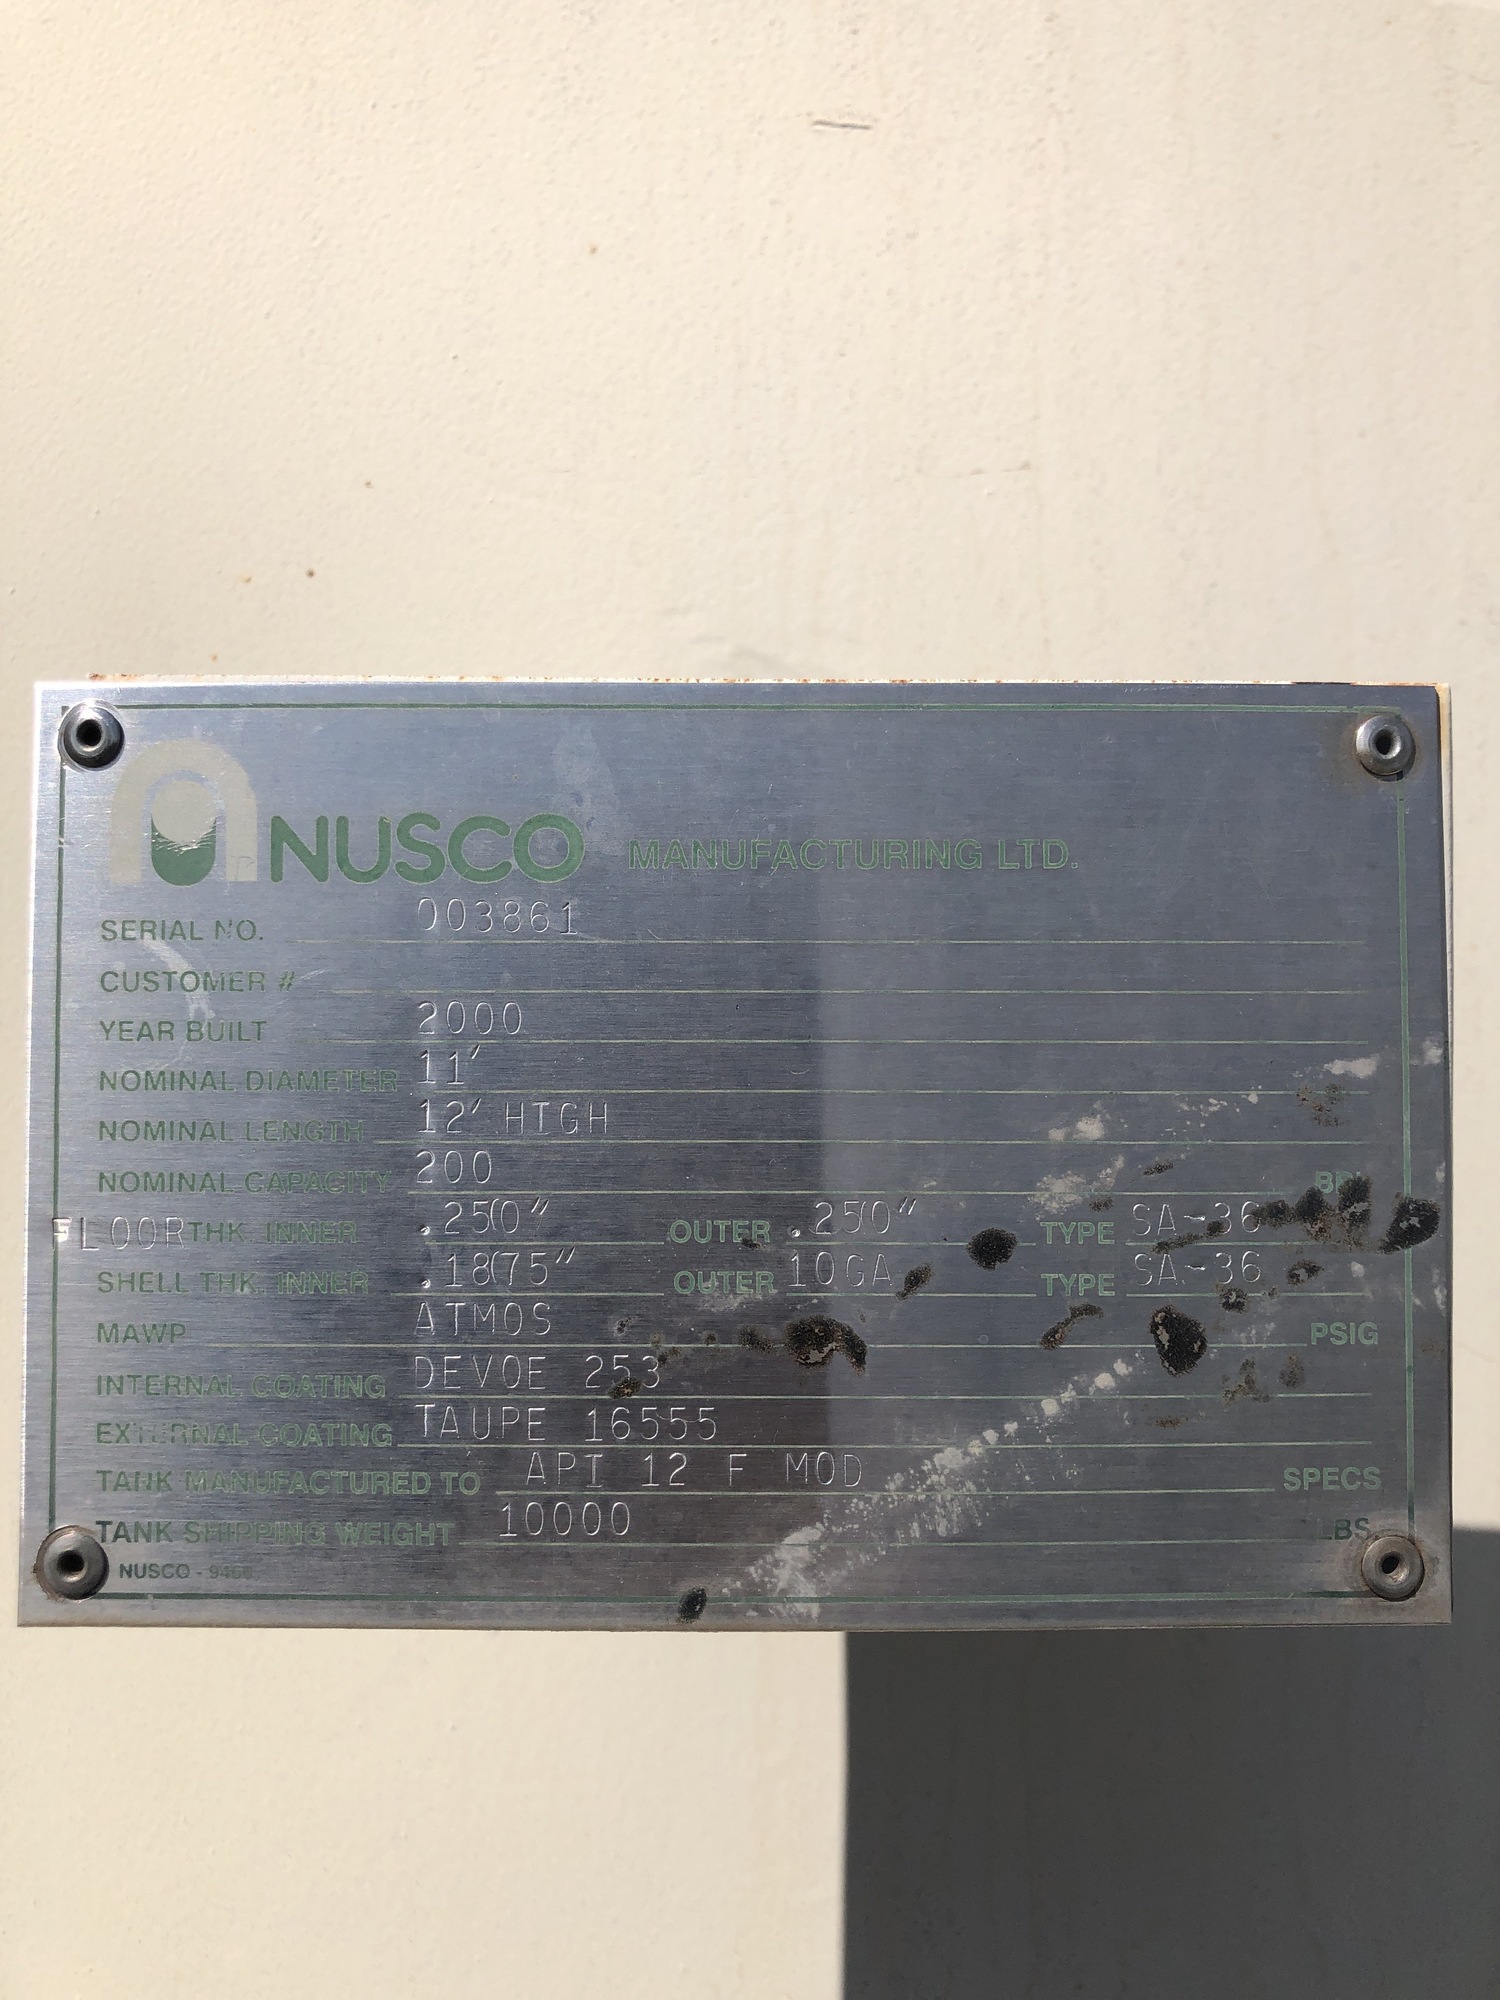 NUSCO MANUFACTURING LTD.
SERIAL NO. 003861
CUSTOMER #
YEAR BUILT 2000
NOMINAL DIAMETER 11'
NOMINAL LENGTH 12' HIGH
NOMINAL CAPACITY 200 BBL
FLOOR THK. INNER .250" OUTER .250" TYPE SA-36
SHELL THK. INNER .1875" OUTER 10GA TYPE SA-36
MAWP ATMOS PSIG
INTERNAL COATING DEVOE 253
EXTERNAL COATING TAUPE 16555
TANK MANUFACTURED TO API 12 F MOD SPECS
TANK SHIPPING WEIGHT 10000 LBS.
NUSCO -